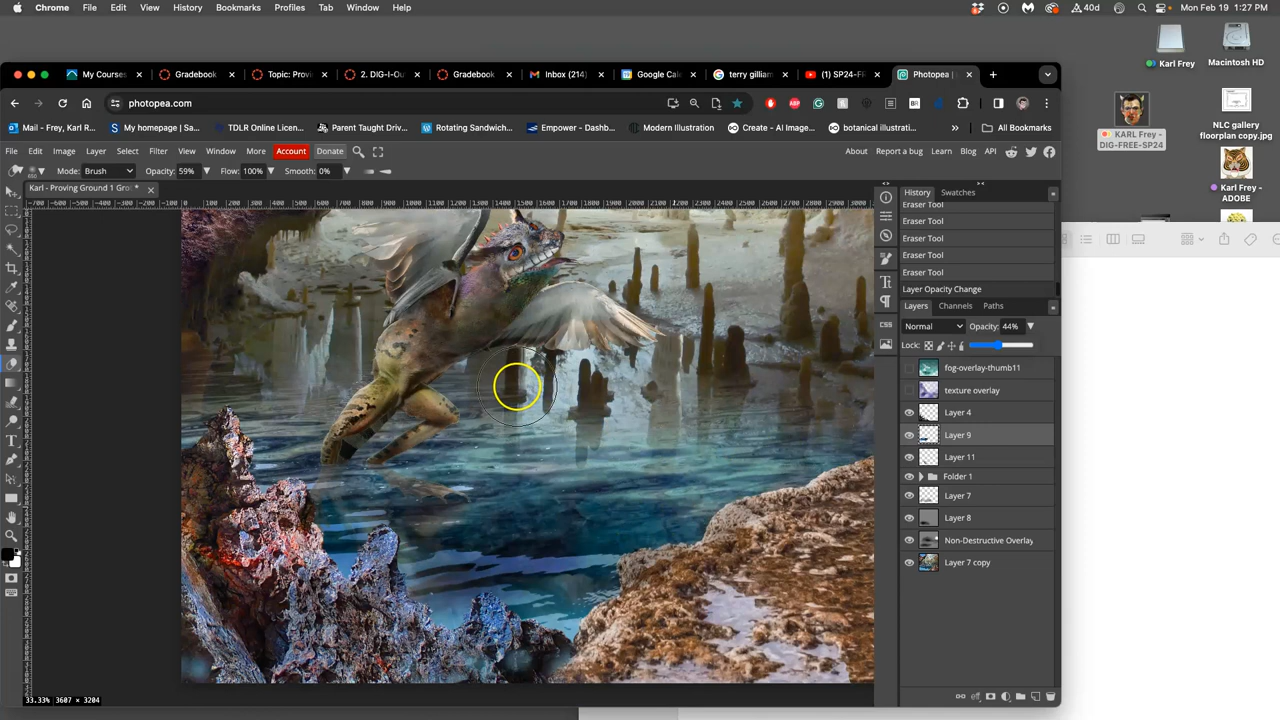 Chrome File Edit View History Bookmarks Profiles Tab Window Help 40d Mon Feb 19 1:27 PM
My Courses Gradebook Topic: Provi 2. DIG-I-Ou Gradebook Inbox (214) Google Cal terry gilliam (1) SP24-FR Photopea |
photopea.com
Mail - Frey, Karl R... My homepage | Sa... TDLR Online Licen... Parent Taught Driv... Rotating Sandwich... Empower - Dashb... Modern Illustration Create - AI Image... botanical illustrati... All Bookmarks
File Edit Image Layer Select Filter View Window More Account Donate About Report a bug Learn Blog API
Mode: Brush Opacity: 59% Flow: 100% Smooth: 0%
Karl - Proving Ground 1 Gro *
History Swatches
Eraser Tool
Eraser Tool
Eraser Tool
Eraser Tool
Eraser Tool
Layer Opacity Change
Layers Channels Paths
Normal Opacity: 44%
Lock:
fog-overlay-thumb11
texture overlay
Layer 4
Layer 9
Layer 11
Folder 1
Layer 7
Layer 8
Non-Destructive Overlay
Layer 7 copy
CSS
33.33% 3607 × 3204
Karl Frey
Macintosh HD
KARL Frey - DIG-FREE-SP24
NLC gallery
floorplan copy.jpg
Karl Frey -
ADOBE